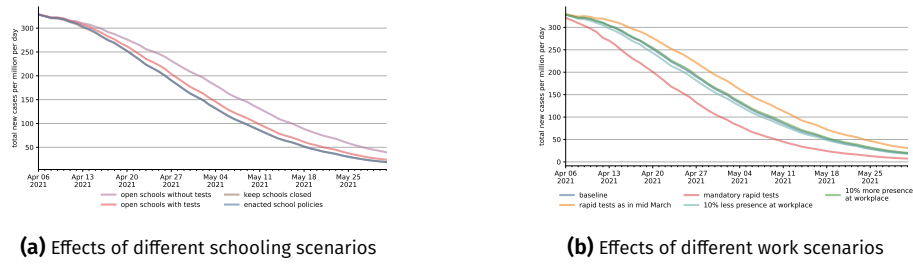 total new cases per million per day
300
250
200
150
100
50
Apr 06
2021
Apr 13
2021
Apr 20
2021
Apr 27
2021
May 04
2021
May 11
2021
May 18
2021
May 25
2021
open schools without tests
open schools with tests
keep schools closed
enacted school policies
(a) Effects of different schooling scenarios
total new cases per million per day
300
250
200
150
100
50
0
Apr 06
2021
Apr 13
2021
Apr 20
2021
Apr 27
2021
May 04
2021
May 11
2021
May 18
2021
May 25
2021
baseline
rapid tests as in mid March
mandatory rapid tests
10% less presence at workplace
10% more presence
at workplace
(b) Effects of different work scenarios